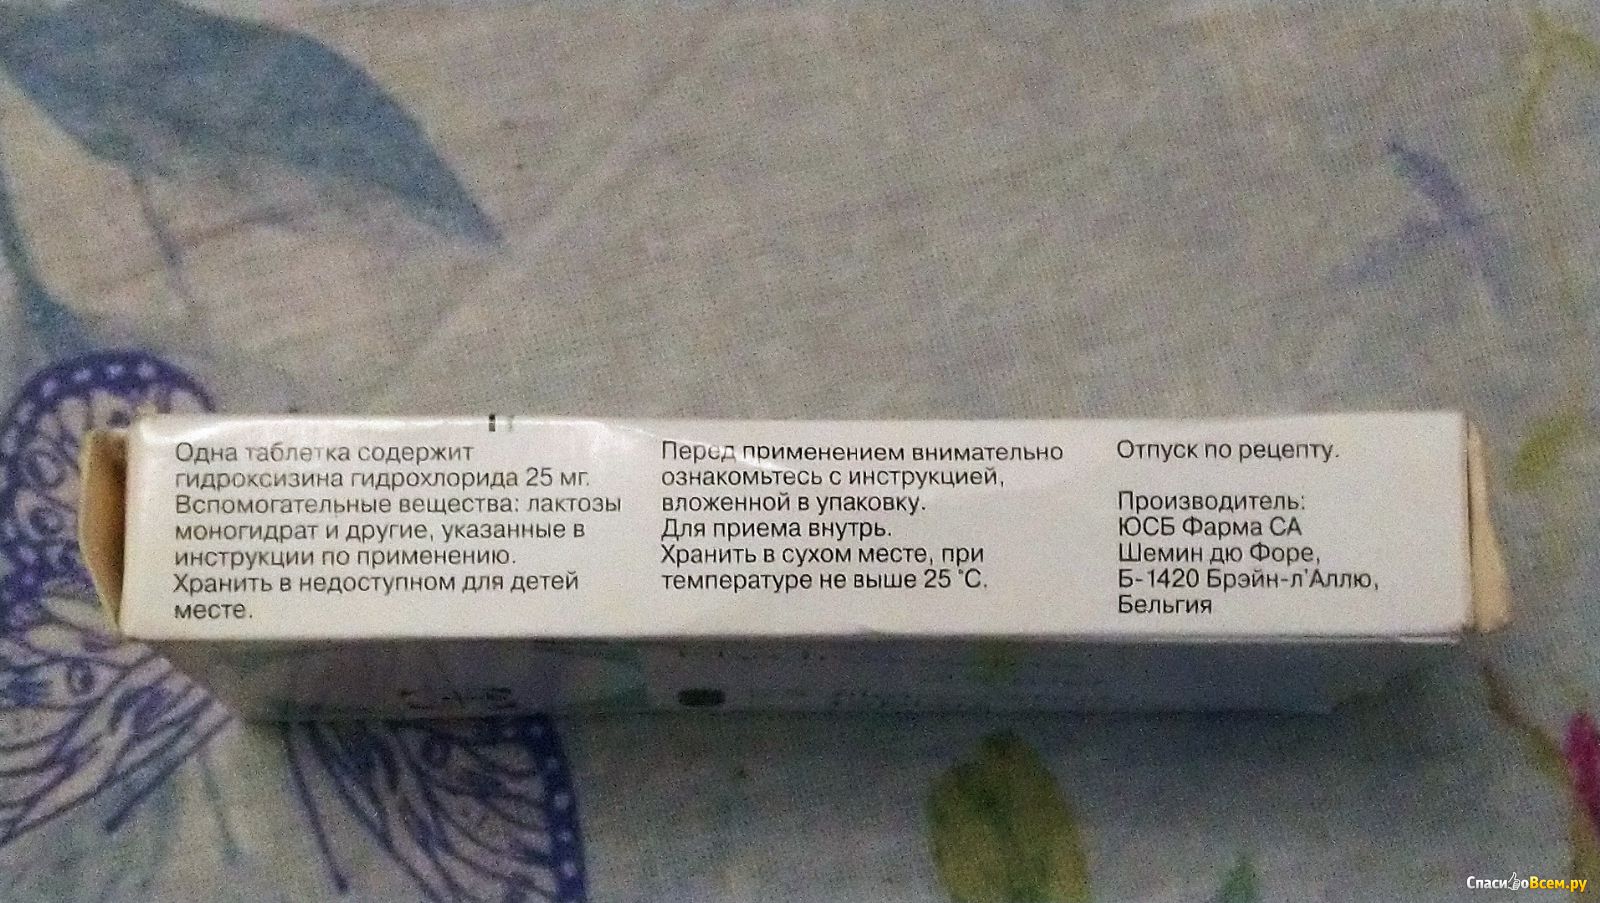 Одна таблетка содержит
гидроксизина гидрохлорида 25 мг.
Вспомогательные вещества: лактозы
моногидрат и другие, указанные в
инструкции по применению.
Хранить в недоступном для детей
месте.
Перед применением внимательно
ознакомьтесь с инструкцией,
вложенной в упаковку.
Для приема внутрь.
Хранить в сухом месте, при
температуре не выше 25 °C.
Отпуск по рецепту.
Производитель:
ЮСБ Фарма СА
Шемин дю Форе,
Б-1420 Брэйн-л'Аллю,
Бельгия
СпасибоВсем.ру